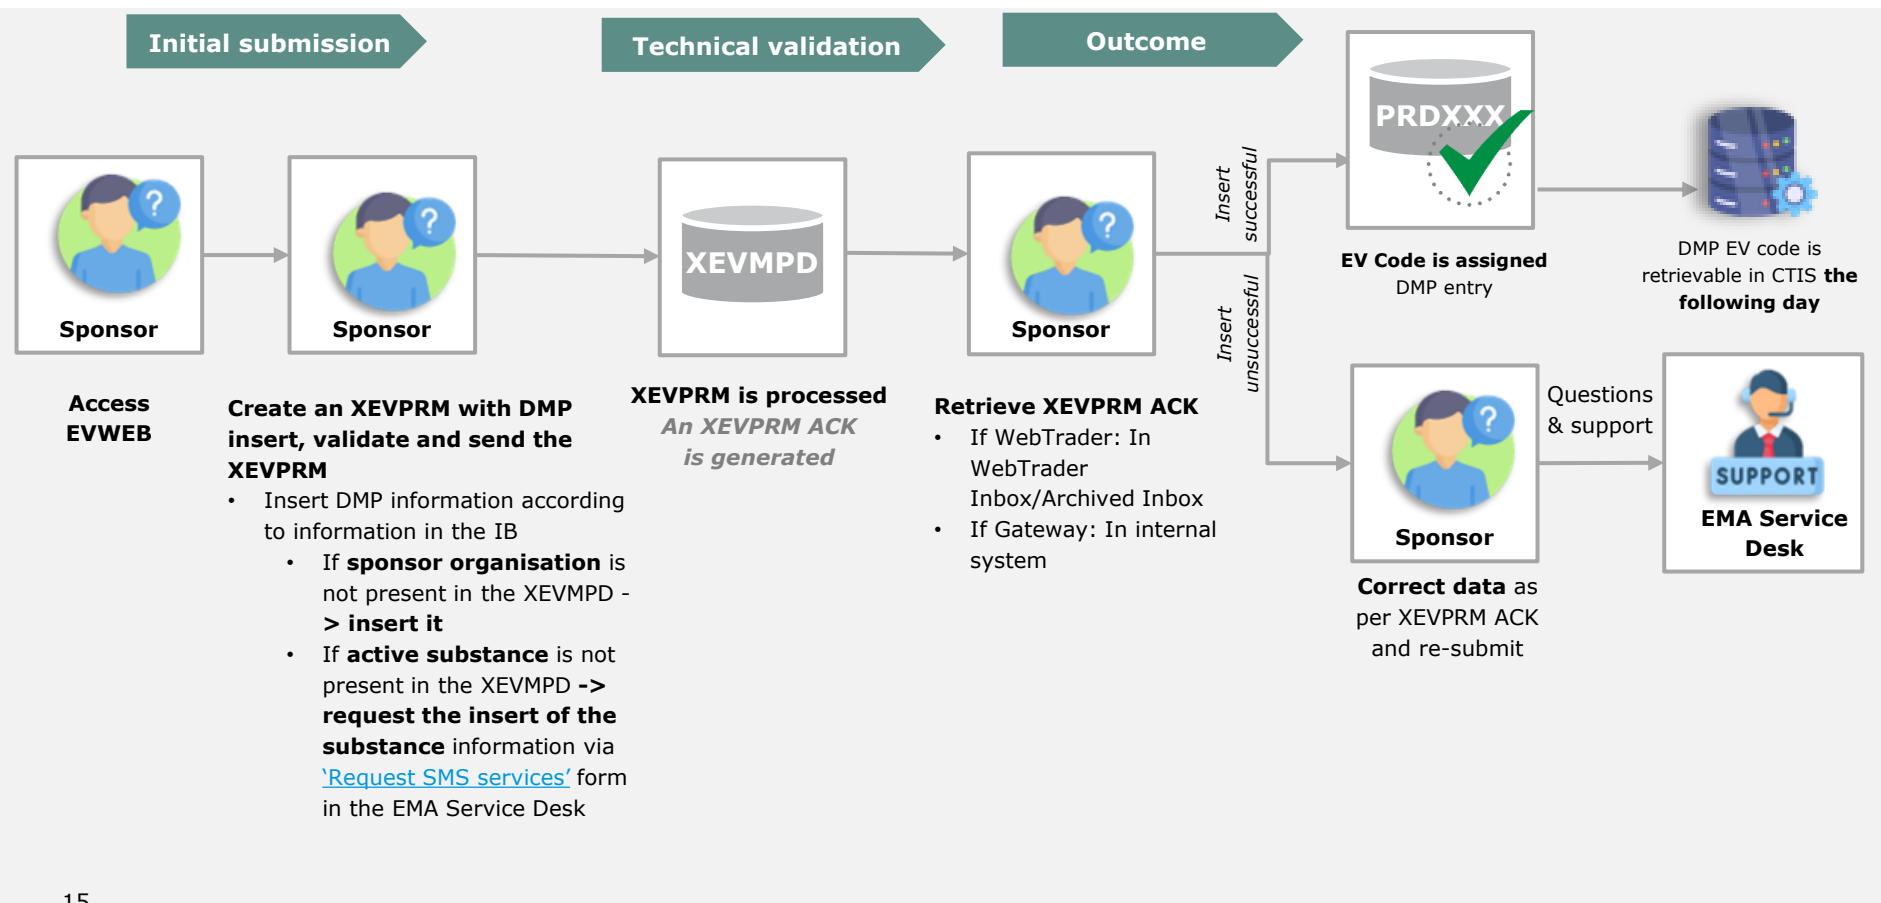 Initial submission
Technical validation
Outcome
Sponsor
Access
EVWEB
Sponsor
Create an XEVPRM with DMP
insert, validate and send the
XEVPRM
• Insert DMP information according
to information in the IB
• If sponsor organisation is
not present in the XEVMPD -
> insert it
• If active substance is not
present in the XEVMPD ->
request the insert of the
substance information via
‘Request SMS services’ form
in the EMA Service Desk
XEVMPD
XEVPRM is processed
An XEVPRM ACK
is generated
Sponsor
Retrieve XEVPRM ACK
• If WebTrader: In
WebTrader
Inbox/Archived Inbox
• If Gateway: In internal
system
Insert
successful
Insert
unsuccessful
PRDXXX
EV Code is assigned
DMP entry
DMP EV code is
retrievable in CTIS the
following day
Sponsor
Correct data as
per XEVPRM ACK
and re-submit
Questions
& support
SUPPORT
EMA Service
Desk
15